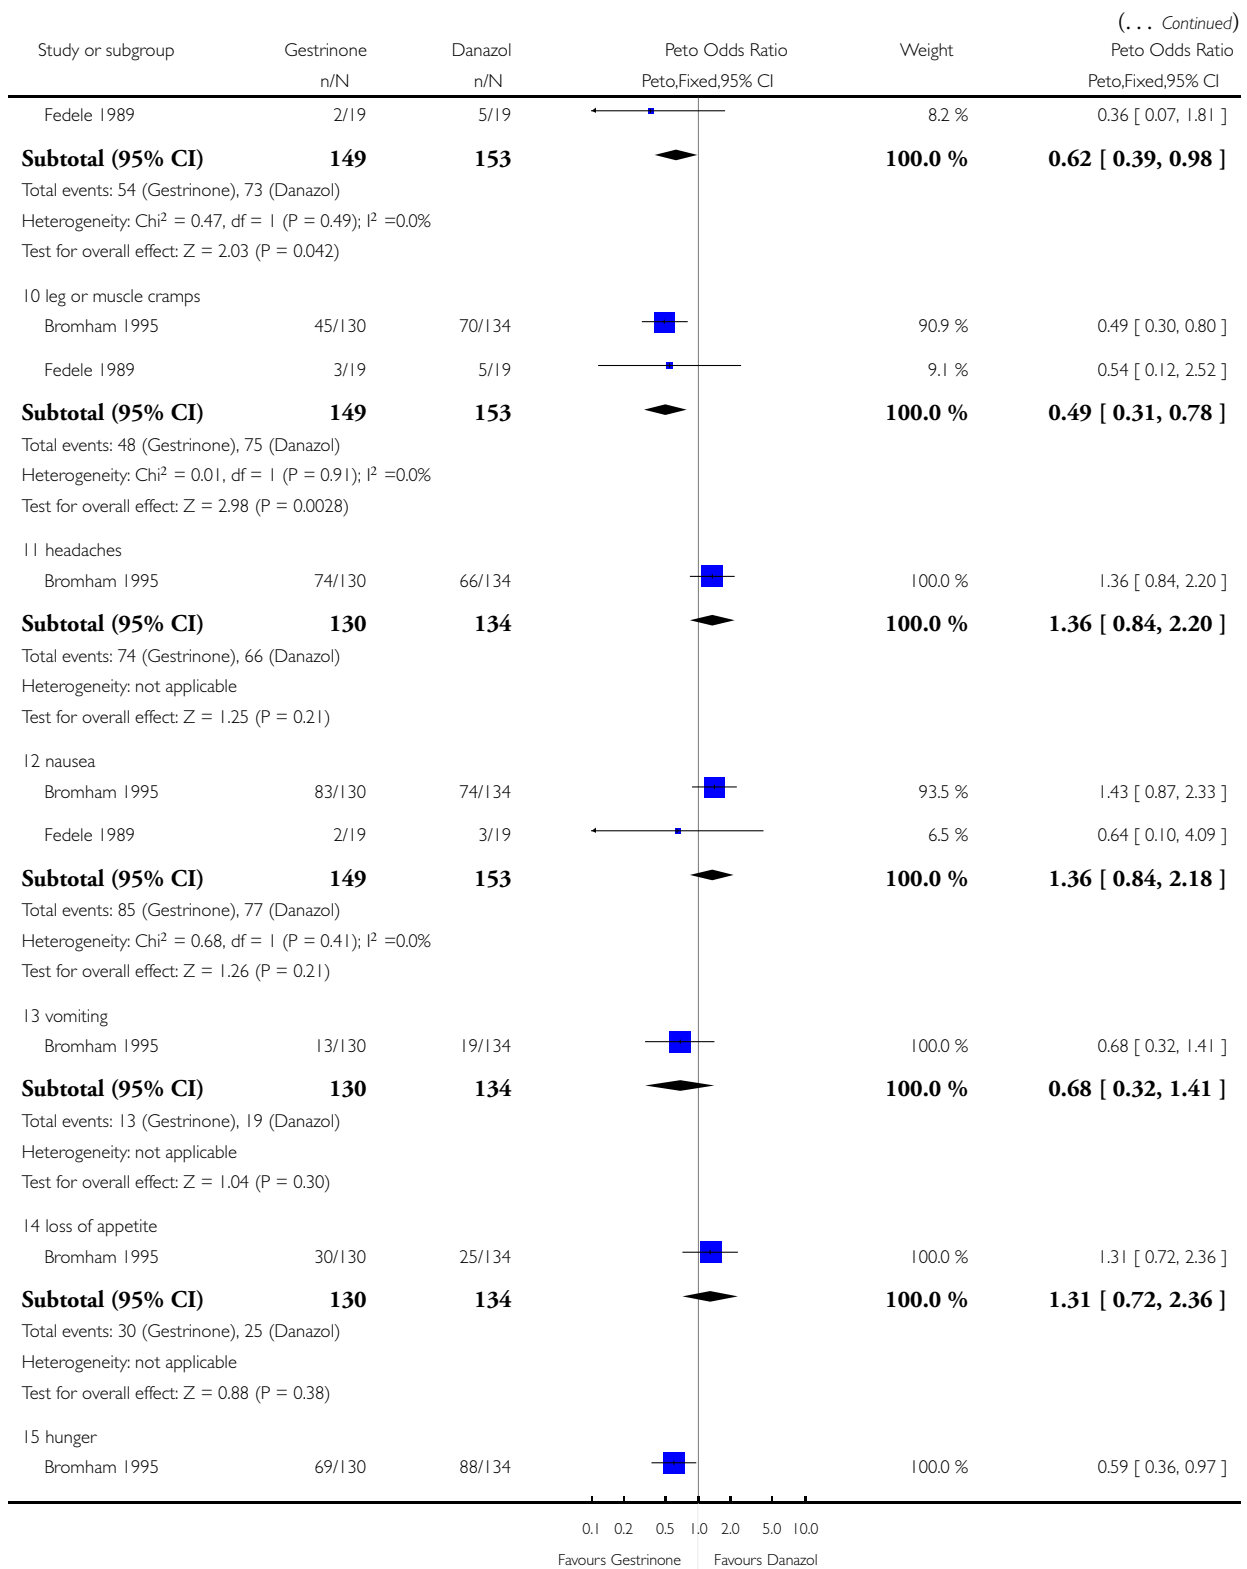 (... Continued)
Study or subgroup Gestrinone Danazol Peto Odds Ratio Weight Peto Odds Ratio
n/N n/N Peto,Fixed,95% CI Peto,Fixed,95% CI
Fedele 1989 2/19 5/19 8.2 % 0.36 [ 0.07, 1.81 ]
Subtotal (95% CI) 149 153 100.0 % 0.62 [ 0.39, 0.98 ]
Total events: 54 (Gestrinone), 73 (Danazol)
Heterogeneity: Chi² = 0.47, df = 1 (P = 0.49); I² =0.0%
Test for overall effect: Z = 2.03 (P = 0.042)
10 leg or muscle cramps
Bromham 1995 45/130 70/134 90.9 % 0.49 [ 0.30, 0.80 ]
Fedele 1989 3/19 5/19 9.1 % 0.54 [ 0.12, 2.52 ]
Subtotal (95% CI) 149 153 100.0 % 0.49 [ 0.31, 0.78 ]
Total events: 48 (Gestrinone), 75 (Danazol)
Heterogeneity: Chi² = 0.01, df = 1 (P = 0.91); I² =0.0%
Test for overall effect: Z = 2.98 (P = 0.0028)
11 headaches
Bromham 1995 74/130 66/134 100.0 % 1.36 [ 0.84, 2.20 ]
Subtotal (95% CI) 130 134 100.0 % 1.36 [ 0.84, 2.20 ]
Total events: 74 (Gestrinone), 66 (Danazol)
Heterogeneity: not applicable
Test for overall effect: Z = 1.25 (P = 0.21)
12 nausea
Bromham 1995 83/130 74/134 93.5 % 1.43 [ 0.87, 2.33 ]
Fedele 1989 2/19 3/19 6.5 % 0.64 [ 0.10, 4.09 ]
Subtotal (95% CI) 149 153 100.0 % 1.36 [ 0.84, 2.18 ]
Total events: 85 (Gestrinone), 77 (Danazol)
Heterogeneity: Chi² = 0.68, df = 1 (P = 0.41); I² =0.0%
Test for overall effect: Z = 1.26 (P = 0.21)
13 vomiting
Bromham 1995 13/130 19/134 100.0 % 0.68 [ 0.32, 1.41 ]
Subtotal (95% CI) 130 134 100.0 % 0.68 [ 0.32, 1.41 ]
Total events: 13 (Gestrinone), 19 (Danazol)
Heterogeneity: not applicable
Test for overall effect: Z = 1.04 (P = 0.30)
14 loss of appetite
Bromham 1995 30/130 25/134 100.0 % 1.31 [ 0.72, 2.36 ]
Subtotal (95% CI) 130 134 100.0 % 1.31 [ 0.72, 2.36 ]
Total events: 30 (Gestrinone), 25 (Danazol)
Heterogeneity: not applicable
Test for overall effect: Z = 0.88 (P = 0.38)
15 hunger
Bromham 1995 69/130 88/134 100.0 % 0.59 [ 0.36, 0.97 ]
0.1 0.2 0.5 1.0 2.0 5.0 10.0
Favours Gestrinone Favours Danazol